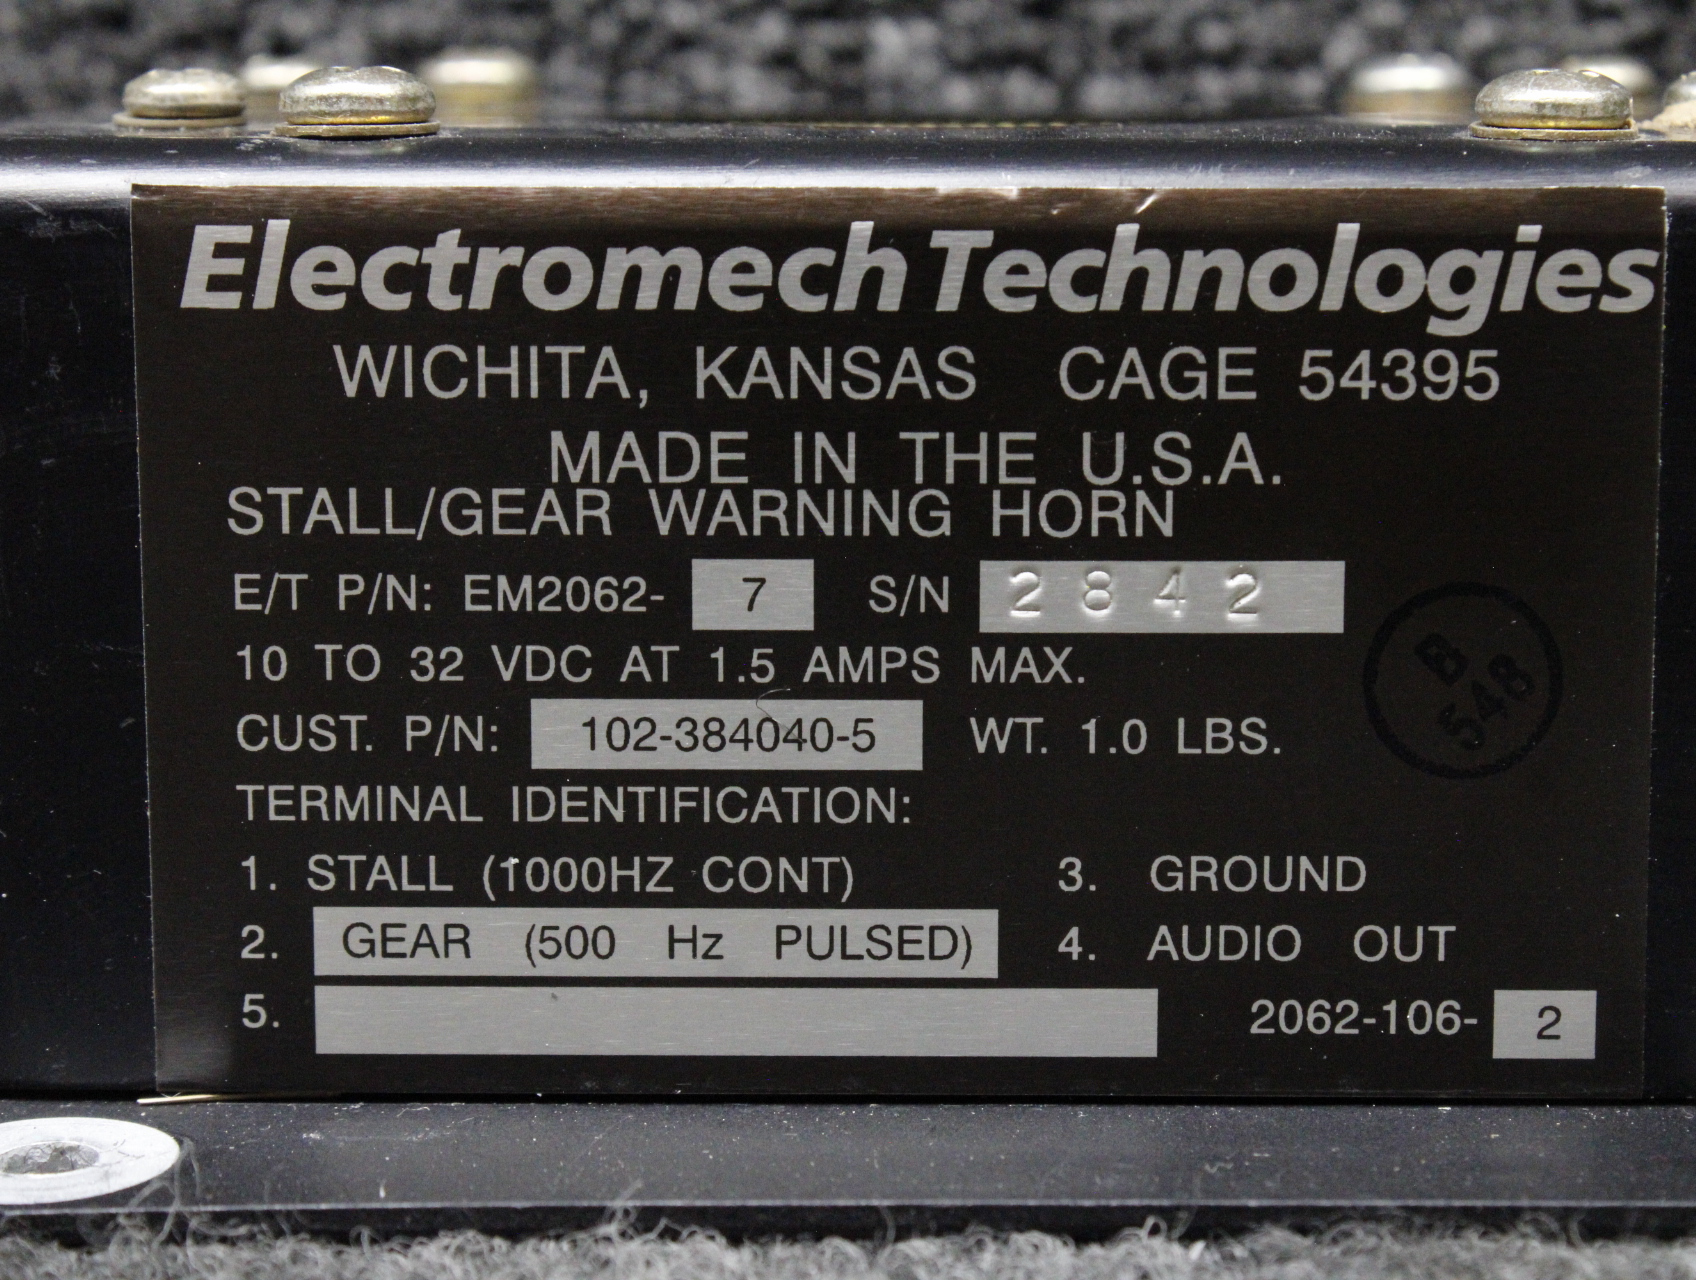 Electromech Technologies
WICHITA, KANSAS CAGE 54395
MADE IN THE U.S.A.
STALL/GEAR WARNING HORN
E/T P/N: EM2062- 7 S/N 2842
10 TO 32 VDC AT 1.5 AMPS MAX.
CUST. P/N: 102-384040-5 WT. 1.0 LBS.
B
548
TERMINAL IDENTIFICATION:
1. STALL (1000HZ CONT) 3. GROUND
2. GEAR (500 Hz PULSED) 4. AUDIO OUT
5. 2062-106- 2